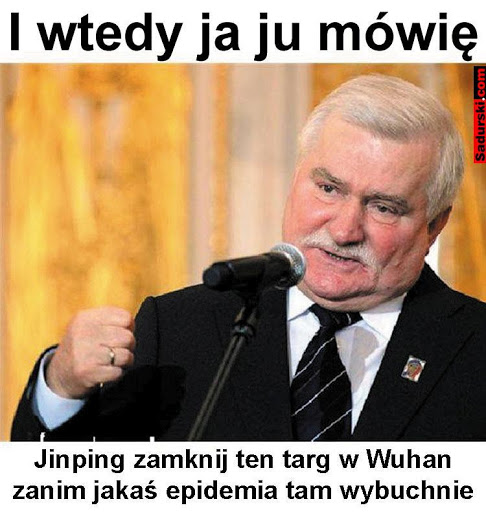 I wtedy ja ju mówię
Sadurski.com
Jinping zamknij ten targ w Wuhan
zanim jakaś epidemia tam wybuchnie